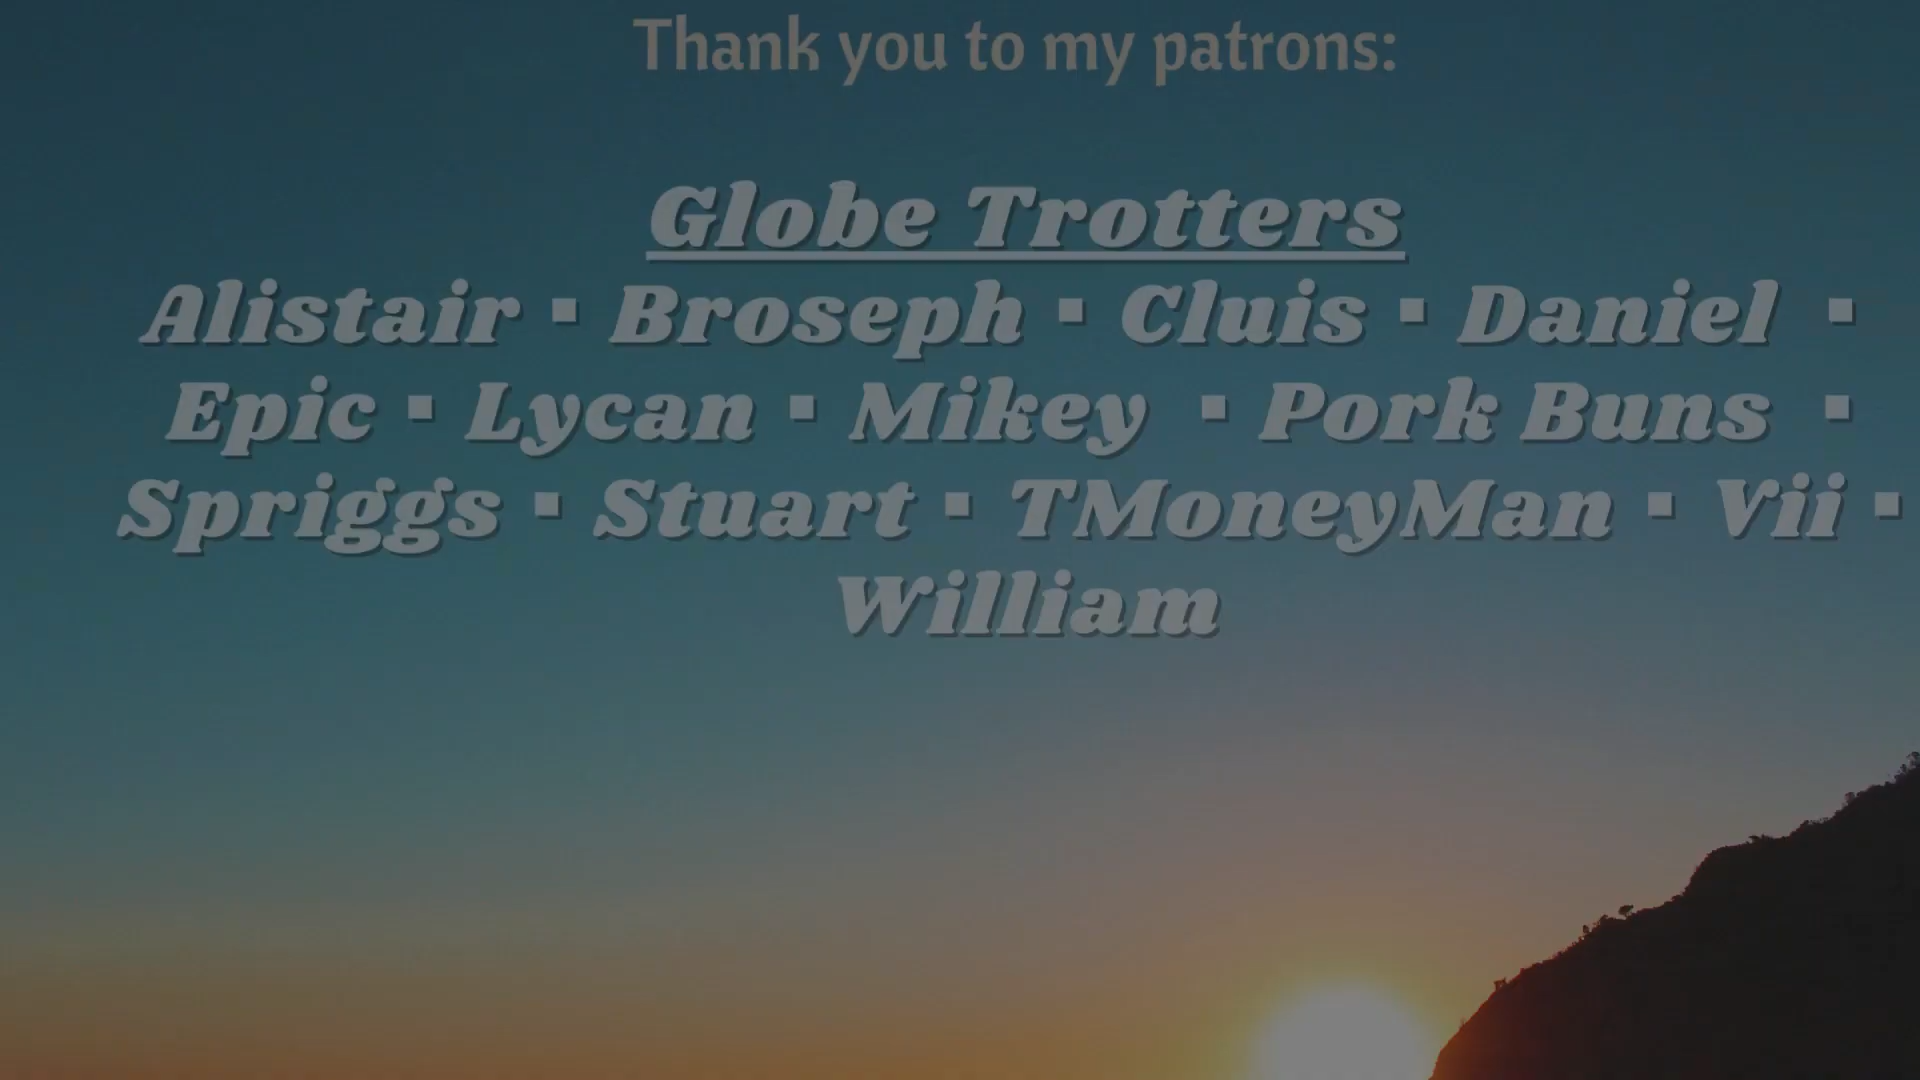 Thank you to my patrons:
Globe Trotters
Alistair ▪ Broseph ▪ Cluis ▪ Daniel ▪
Epic ▪ Lycan ▪ Mikey ▪ Pork Buns ▪
Spriggs ▪ Stuart ▪ TMoneyMan ▪ Vii ▪
William